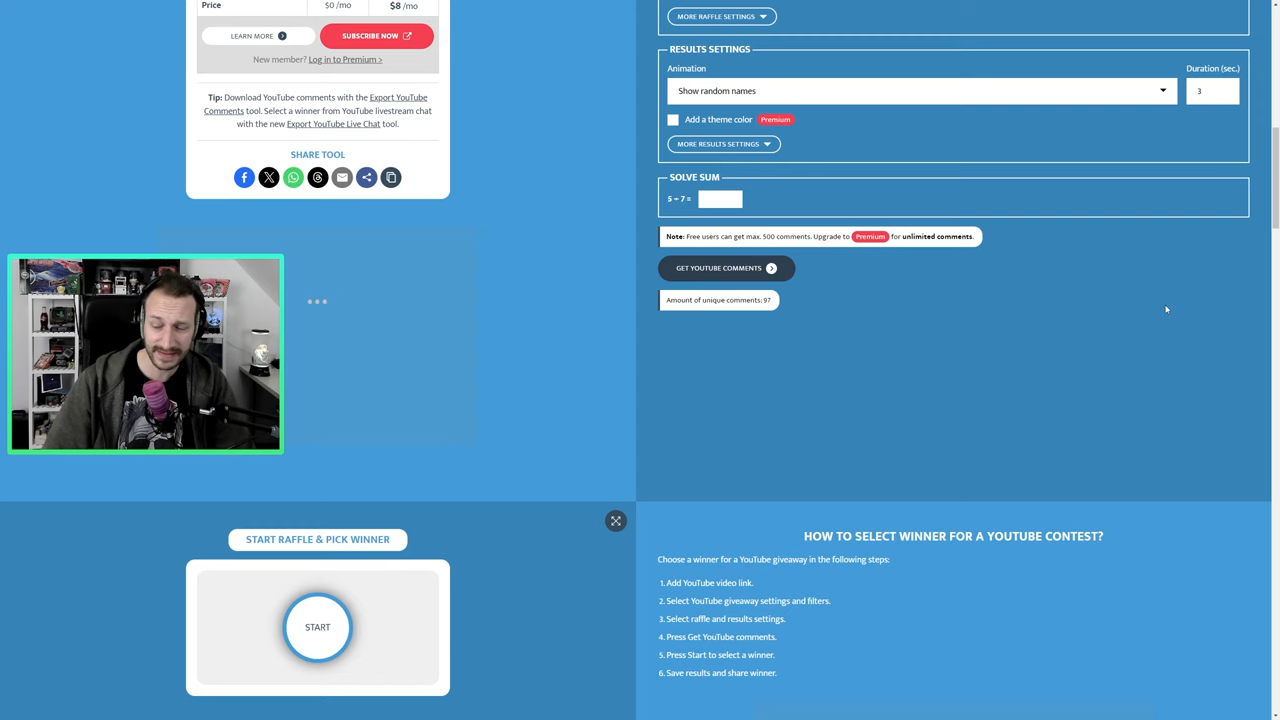 Price $0 /mo $8 /mo
LEARN MORE
SUBSCRIBE NOW
New member? Log in to Premium >
Tip: Download YouTube comments with the Export YouTube
Comments tool. Select a winner from YouTube livestream chat
with the new Export YouTube Live Chat tool.
SHARE TOOL
START RAFFLE & PICK WINNER
START
MORE RAFFLE SETTINGS
RESULTS SETTINGS
Animation Duration (sec.)
Show random names 3
Add a theme color Premium
MORE RESULTS SETTINGS
SOLVE SUM
5 + 7 =
Note: Free users can get max. 500 comments. Upgrade to Premium for unlimited comments.
GET YOUTUBE COMMENTS
Amount of unique comments: 97
HOW TO SELECT WINNER FOR A YOUTUBE CONTEST?
Choose a winner for a YouTube giveaway in the following steps:
1. Add YouTube video link.
2. Select YouTube giveaway settings and filters.
3. Select raffle and results settings.
4. Press Get YouTube comments.
5. Press Start to select a winner.
6. Save results and share winner.